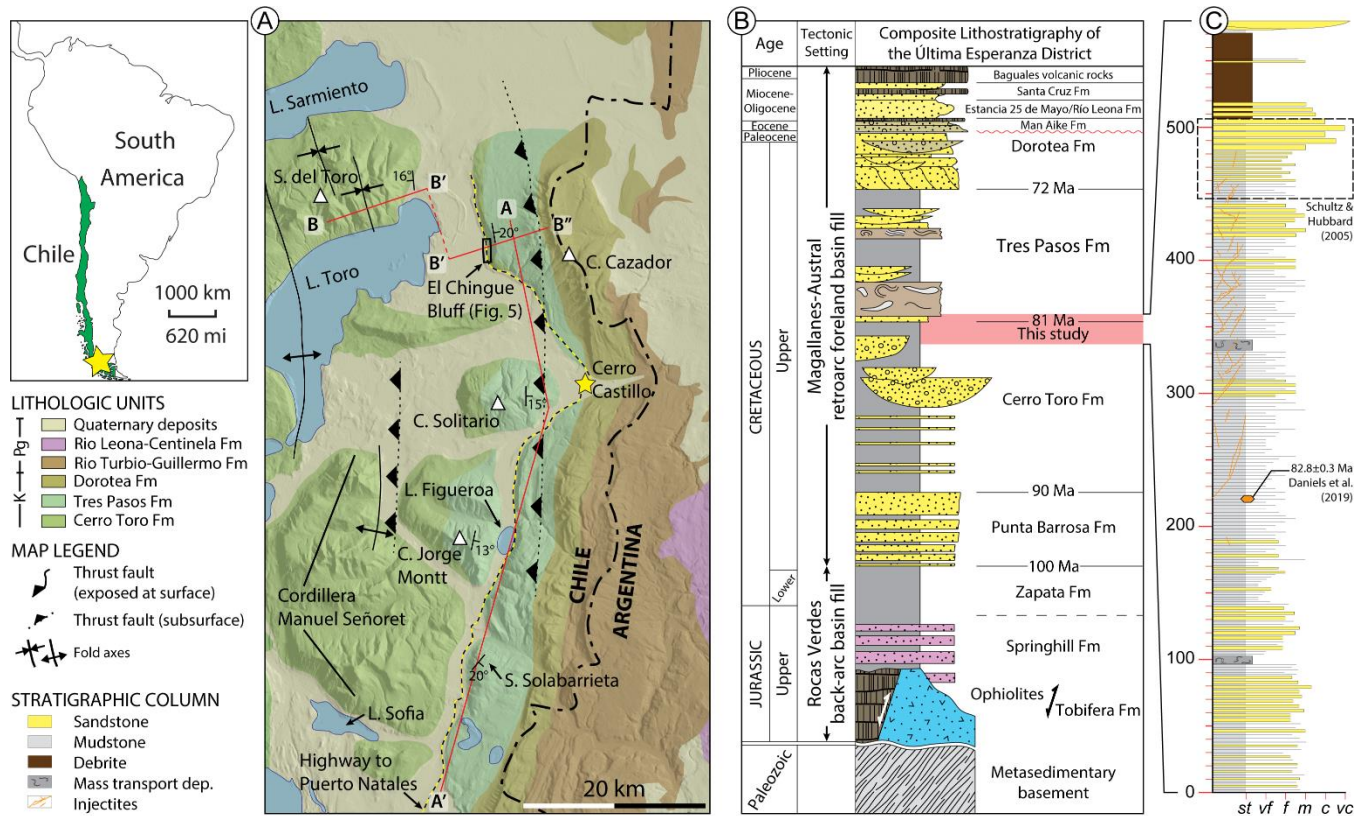 South
America
Chile
1000 km
620 mi
LITHOLOGIC UNITS
Pg
K
Quaternary deposits
Rio Leona-Centinela Fm
Rio Turbio-Guillermo Fm
Dorotea Fm
Tres Pasos Fm
Cerro Toro Fm
MAP LEGEND
Thrust fault
(exposed at surface)
Thrust fault (subsurface)
Fold axes
STRATIGRAPHIC COLUMN
Sandstone
Mudstone
Debrite
Mass transport dep.
Injectites
A
L. Sarmiento
S. del Toro
16°
B'
B
A
B"
20°
B'
L. Toro
C. Cazador
El Chingue
Bluff (Fig. 5)
Cerro
Castillo
15°
C. Solitario
L. Figueroa
C. Jorge
Montt
13°
CHILE
ARGENTINA
Cordillera
Manuel Señoret
20°
S. Solabarrieta
L. Sofia
Highway to
Puerto Natales
A'
20 km
B
Age
Tectonic
Setting
Composite Lithostratigraphy of
the Última Esperanza District
Pliocene
Miocene-
Oligocene
Eocene
Paleocene
CRETACEOUS
Upper
Lower
JURASSIC
Upper
Paleozoic
Magallanes-Austral
retroarc foreland basin fill
Rocas Verdes
back-arc basin fill
Baguales volcanic rocks
Santa Cruz Fm
Estancia 25 de Mayo/Río Leona Fm
Man Aike Fm
Dorotea Fm
72 Ma
Tres Pasos Fm
81 Ma
This study
Cerro Toro Fm
90 Ma
Punta Barrosa Fm
100 Ma
Zapata Fm
Springhill Fm
Ophiolites
Tobifera Fm
Metasedimentary
basement
C
500
Schultz &
Hubbard
(2005)
400
300
82.8±0.3 Ma
Daniels et al.
(2019)
200
100
0
st vf f m c vc